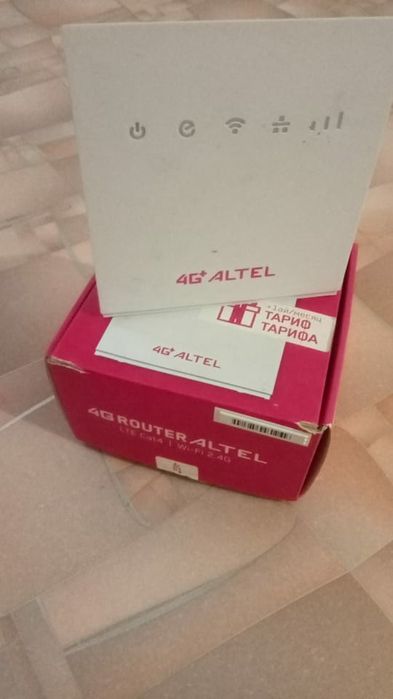 4G+ ALTEL
+1ай/месяц
ТАРИФ
ТАРИФА
4G+ ALTEL
4G ROUTER ALTEL
LTE Cat4 | Wi-Fi 2.4G